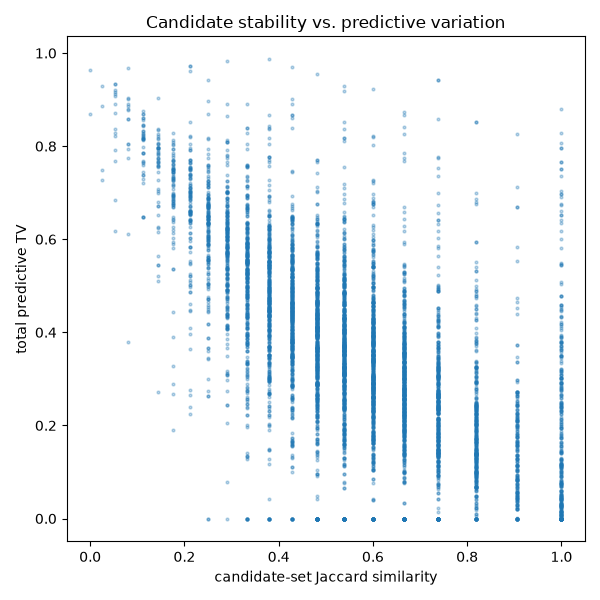 Candidate stability vs. predictive variation
1.0
0.8
0.6
0.4
0.2
0.0
total predictive TV
0.0 0.2 0.4 0.6 0.8 1.0
candidate-set Jaccard similarity